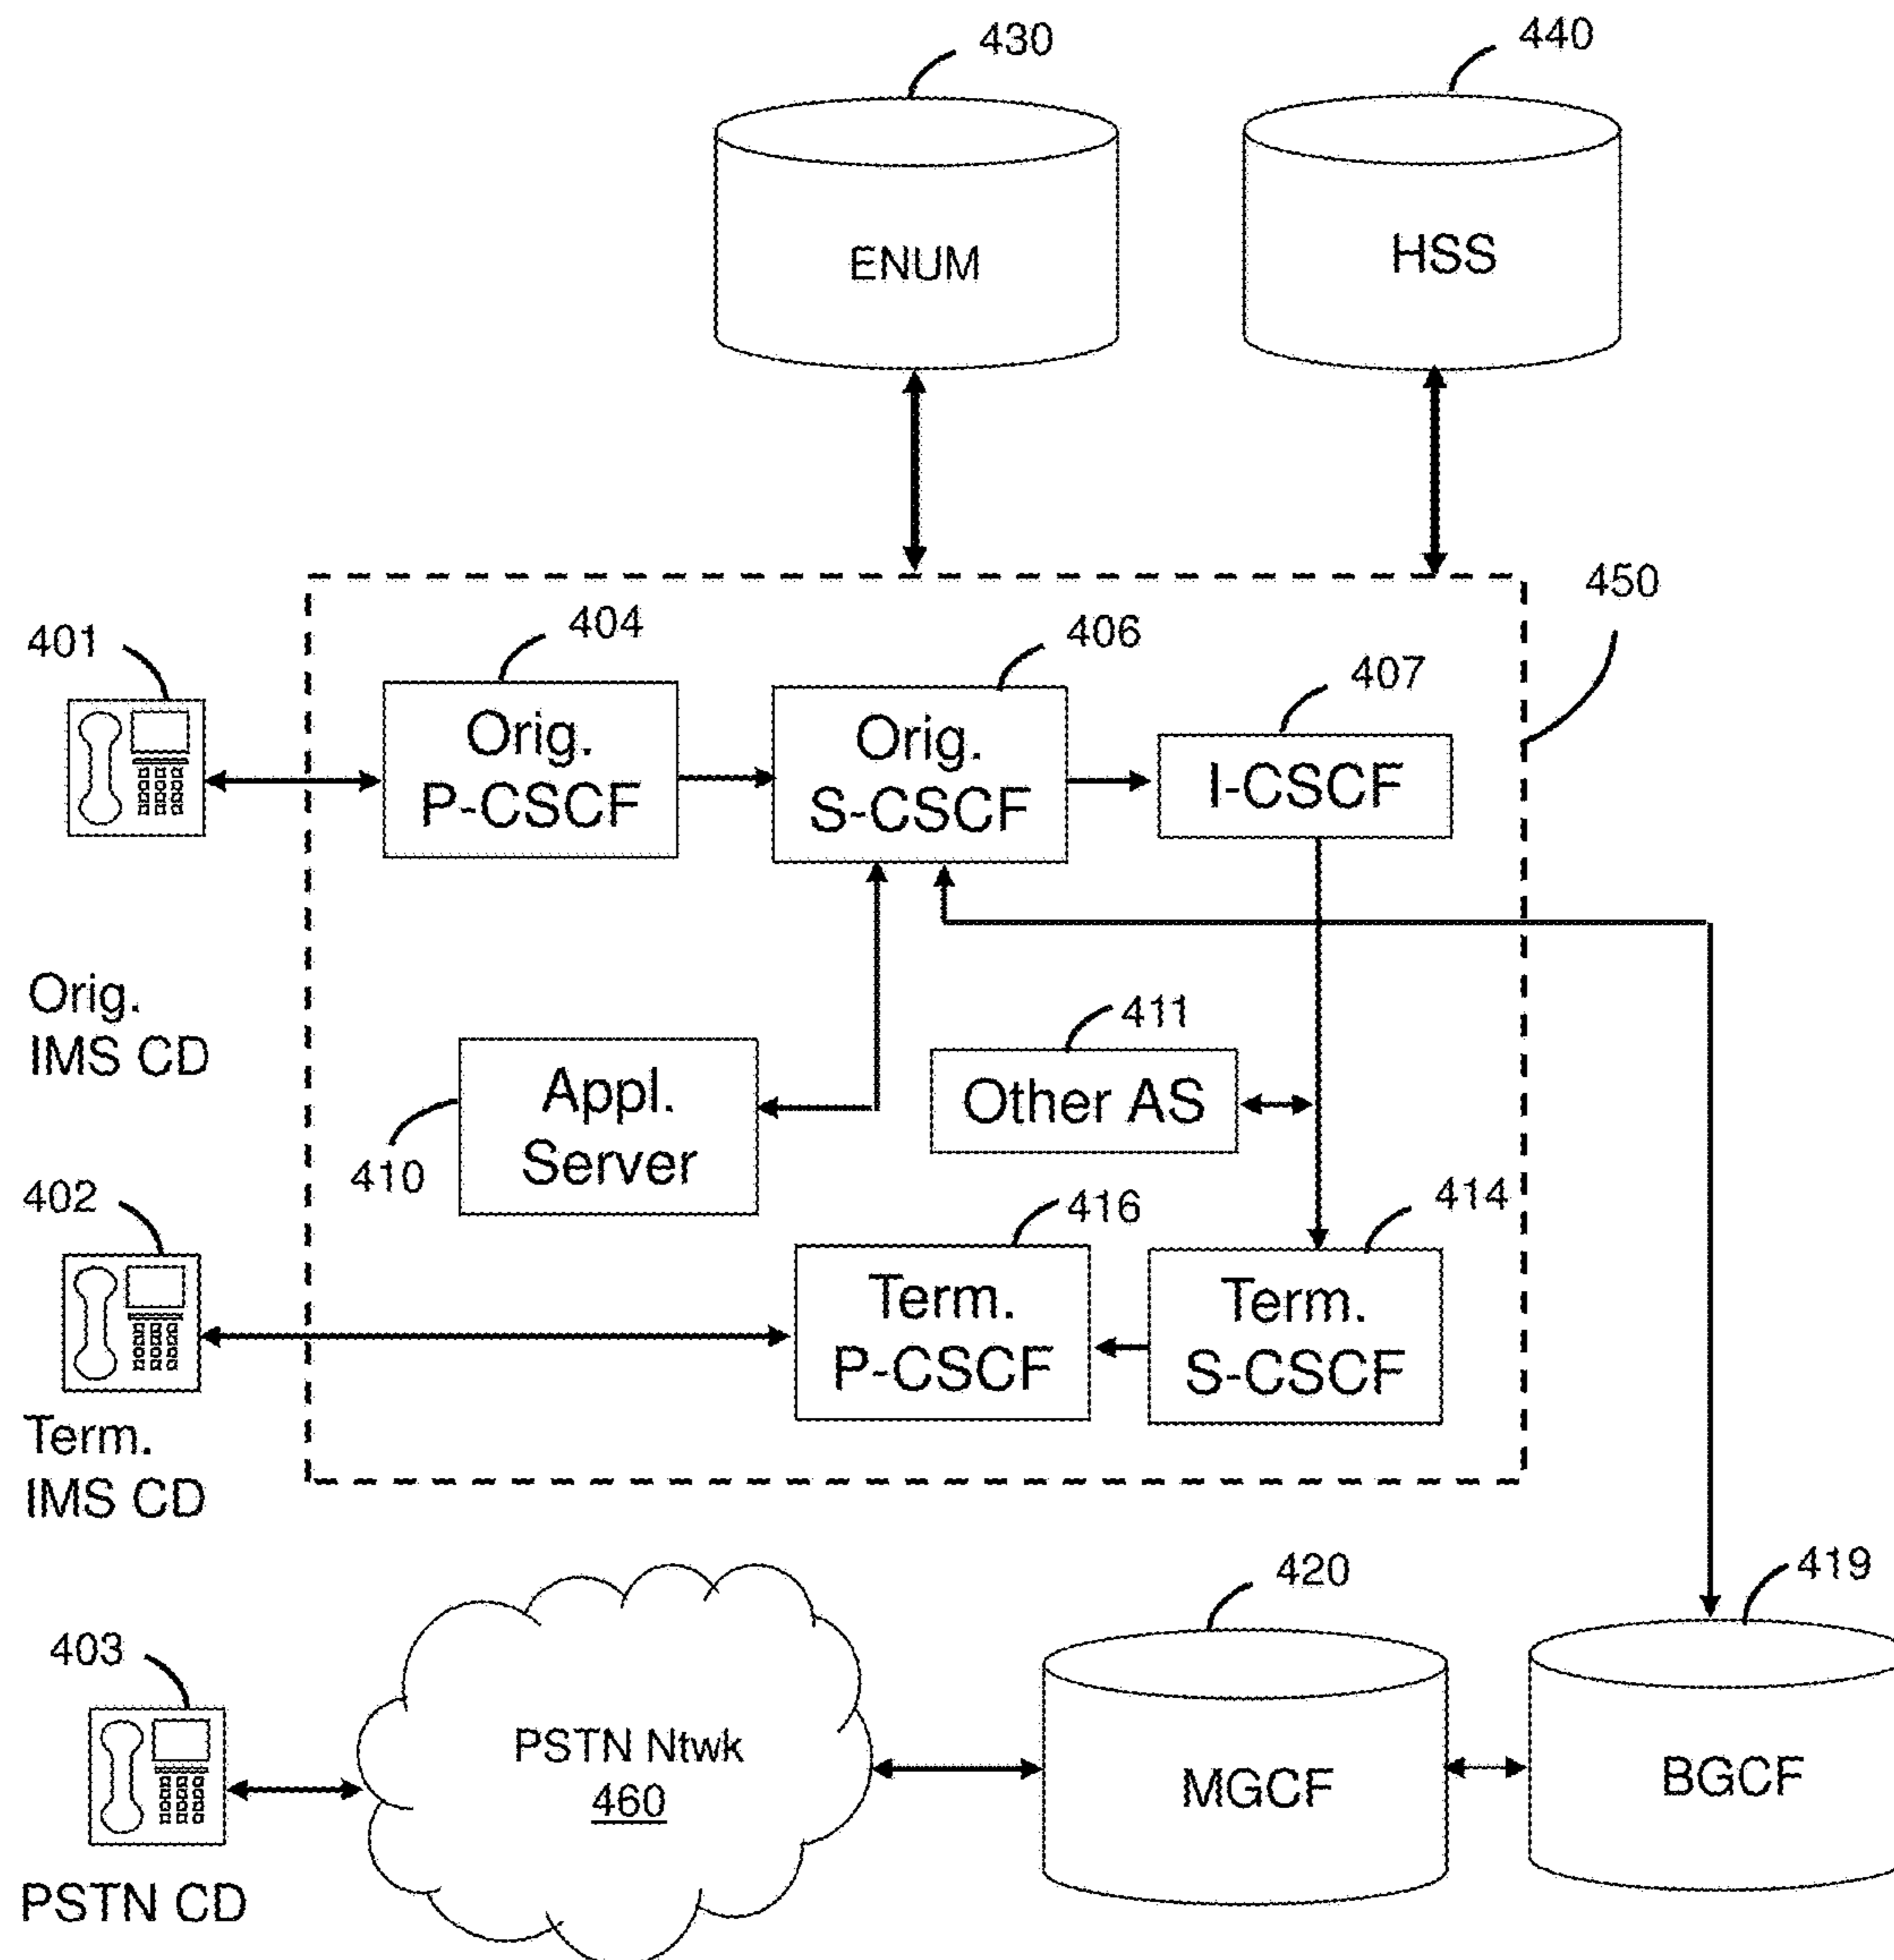 430
440
ENUM
HSS
450
401
404
406
407
Orig.
P-CSCF
Orig.
S-CSCF
I-CSCF
Orig.
IMS CD
411
Other AS
Appl.
Server
410
402
416
414
Term.
P-CSCF
Term.
S-CSCF
Term.
IMS CD
420
419
403
PSTN Ntwk
460
MGCF
BGCF
PSTN CD